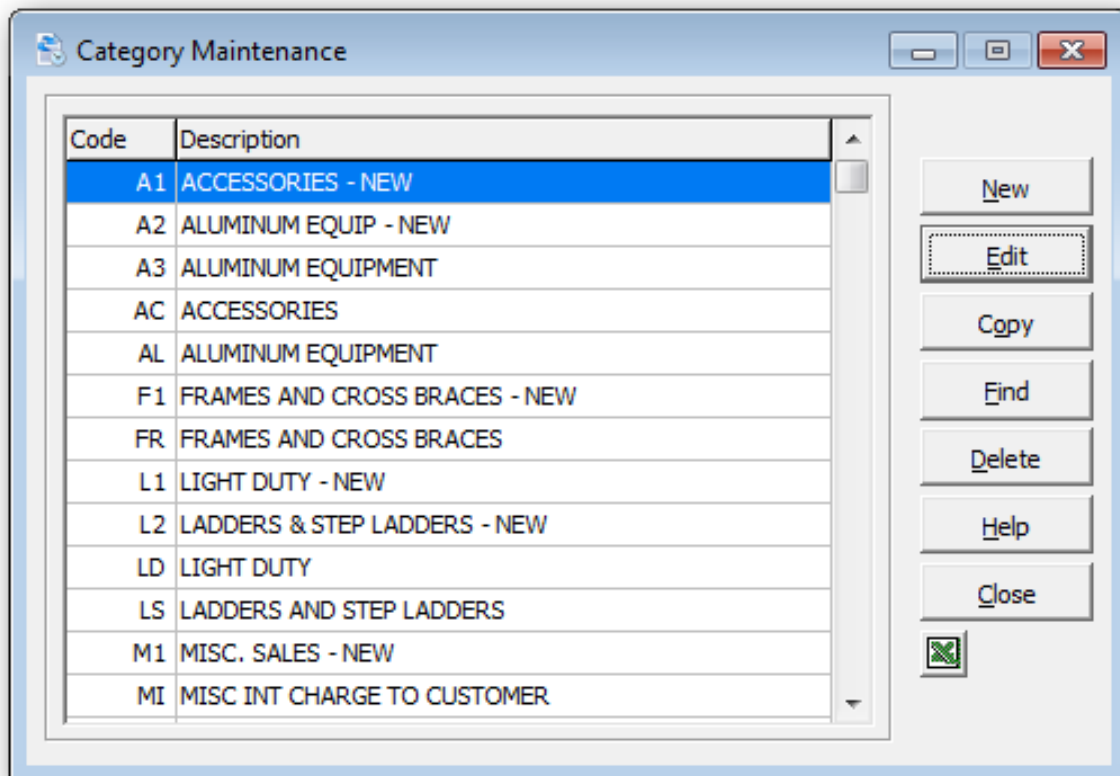 Category Maintenance
Code Description
A1 ACCESSORIES - NEW
A2 ALUMINUM EQUIP - NEW
A3 ALUMINUM EQUIPMENT
AC ACCESSORIES
AL ALUMINUM EQUIPMENT
F1 FRAMES AND CROSS BRACES - NEW
FR FRAMES AND CROSS BRACES
L1 LIGHT DUTY - NEW
L2 LADDERS & STEP LADDERS - NEW
LD LIGHT DUTY
LS LADDERS AND STEP LADDERS
M1 MISC. SALES - NEW
MI MISC INT CHARGE TO CUSTOMER
New
Edit
Copy
Find
Delete
Help
Close